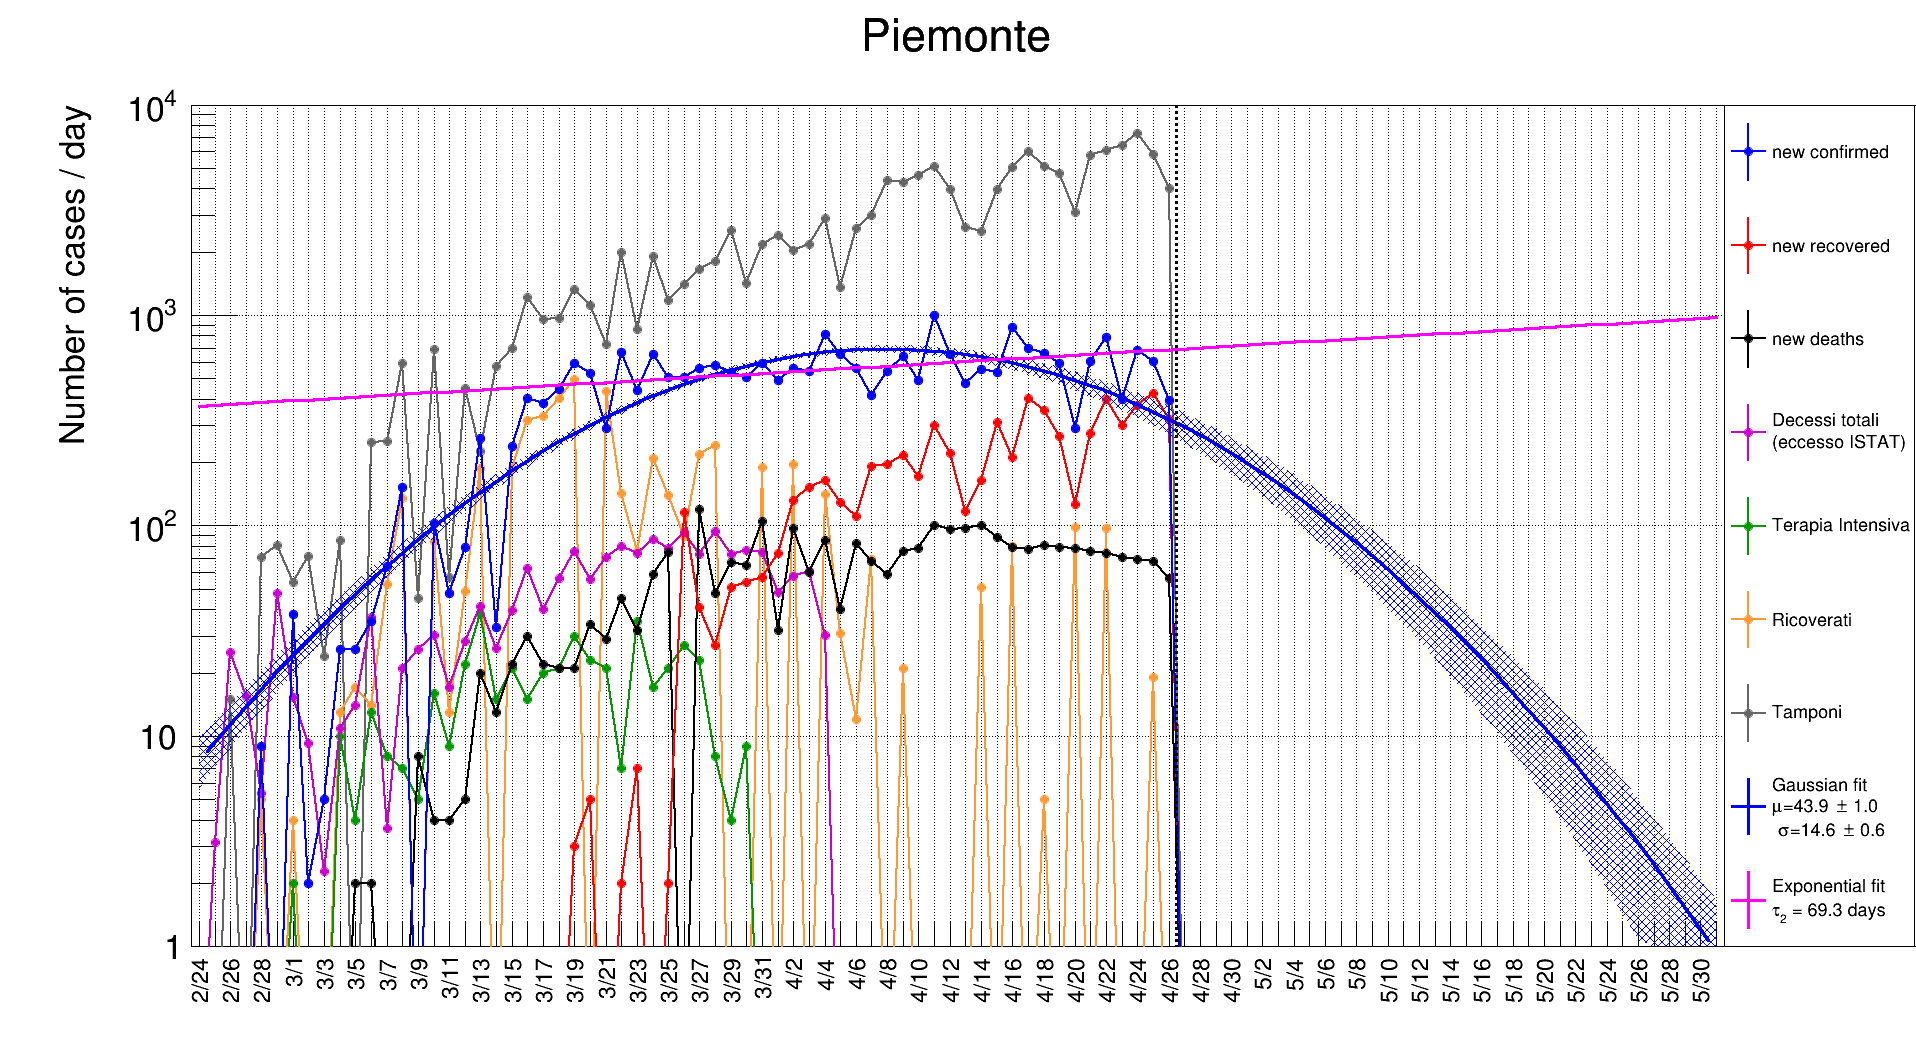 Piemonte
Number of cases / day
10^4
10^3
10^2
10
1
2/24 2/26 2/28 3/1 3/3 3/5 3/7 3/9 3/11 3/13 3/15 3/17 3/19 3/21 3/23 3/25 3/27 3/29 3/31 4/2 4/4 4/6 4/8 4/10 4/12 4/14 4/16 4/18 4/20 4/22 4/24 4/26 4/28 4/30 5/2 5/4 5/6 5/8 5/10 5/12 5/14 5/16 5/18 5/20 5/22 5/24 5/26 5/28 5/30
new confirmed
new recovered
new deaths
Decessi totali
(eccesso ISTAT)
Terapia Intensiva
Ricoverati
Tamponi
Gaussian fit
μ=43.9 ± 1.0
σ=14.6 ± 0.6
Exponential fit
τ₂ = 69.3 days